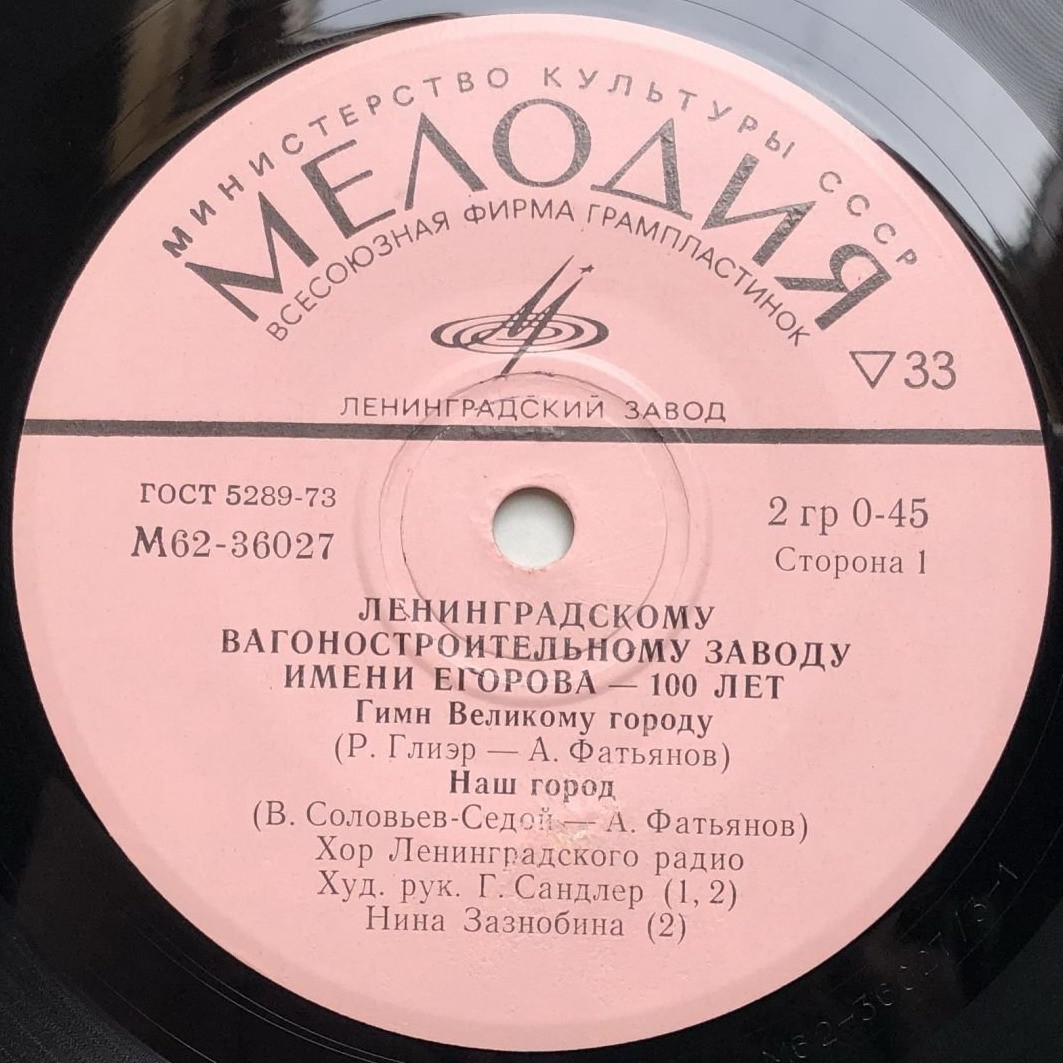 МИНИСТЕРСТВО КУЛЬТУРЫ СССР
МЕЛОДИЯ
ВСЕСОЮЗНАЯ ФИРМА ГРАМПЛАСТИНОК
33
ЛЕНИНГРАДСКИЙ ЗАВОД
ГОСТ 5289-73
М62-36027
2 гр 0-45
Сторона 1
ЛЕНИНГРАДСКОМУ
ВАГОНОСТРОИТЕЛЬНОМУ ЗАВОДУ
ИМЕНИ ЕГОРОВА — 100 ЛЕТ
Гимн Великому городу
(Р. Глиэр — А. Фатьянов)
Наш город
(В. Соловьев-Седой — А. Фатьянов)
Хор Ленинградского радио
Худ. рук. Г. Сандлер (1, 2)
Нина Зазнобина (2)